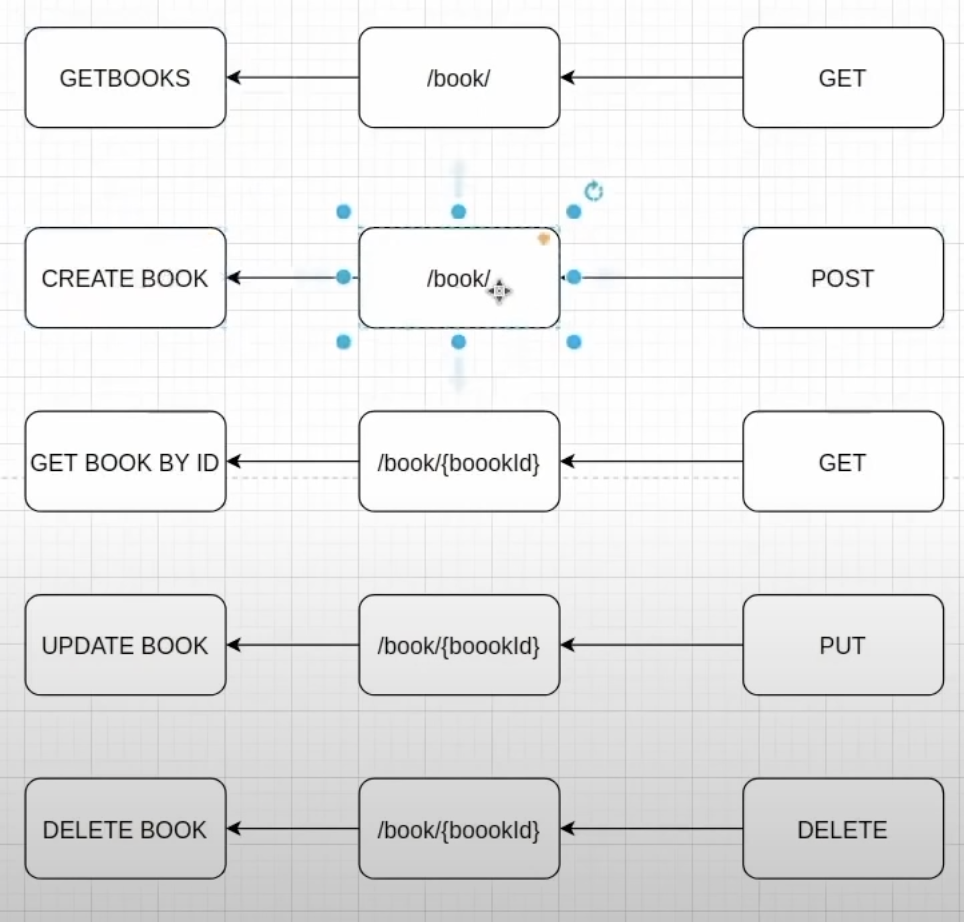 GETBOOKS
/book/
GET
CREATE BOOK
/book/
POST
GET BOOK BY ID
/book/{boookId}
GET
UPDATE BOOK
/book/{boookId}
PUT
DELETE BOOK
/book/{boookId}
DELETE